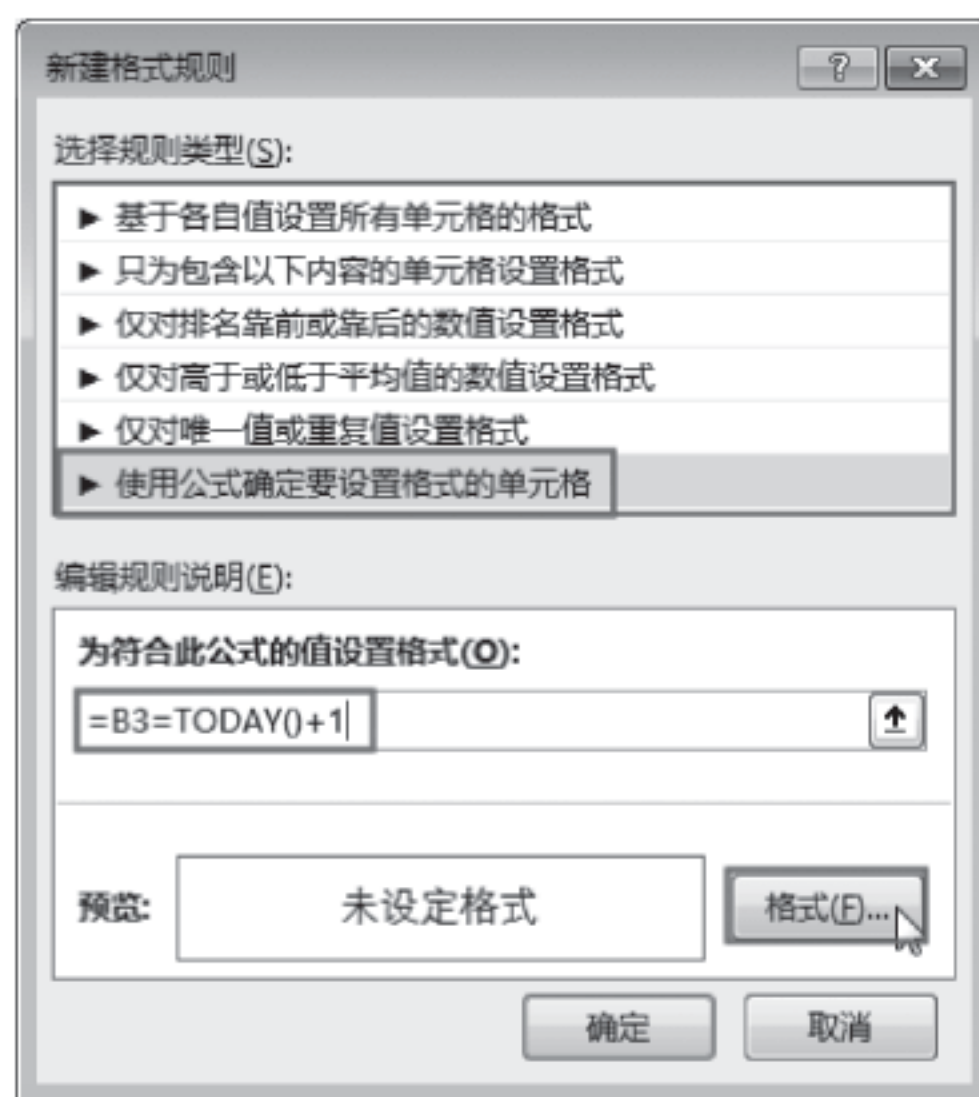 新建格式规则
选择规则类型(S):
► 基于各自值设置所有单元格的格式
► 只为包含以下内容的单元格设置格式
► 仅对排名靠前或靠后的数值设置格式
► 仅对高于或低于平均值的数值设置格式
► 仅对唯一值或重复值设置格式
► 使用公式确定要设置格式的单元格
编辑规则说明(E):
为符合此公式的值设置格式(O):
=B3=TODAY()+1
预览: 未设定格式 格式(F)...
确定 取消